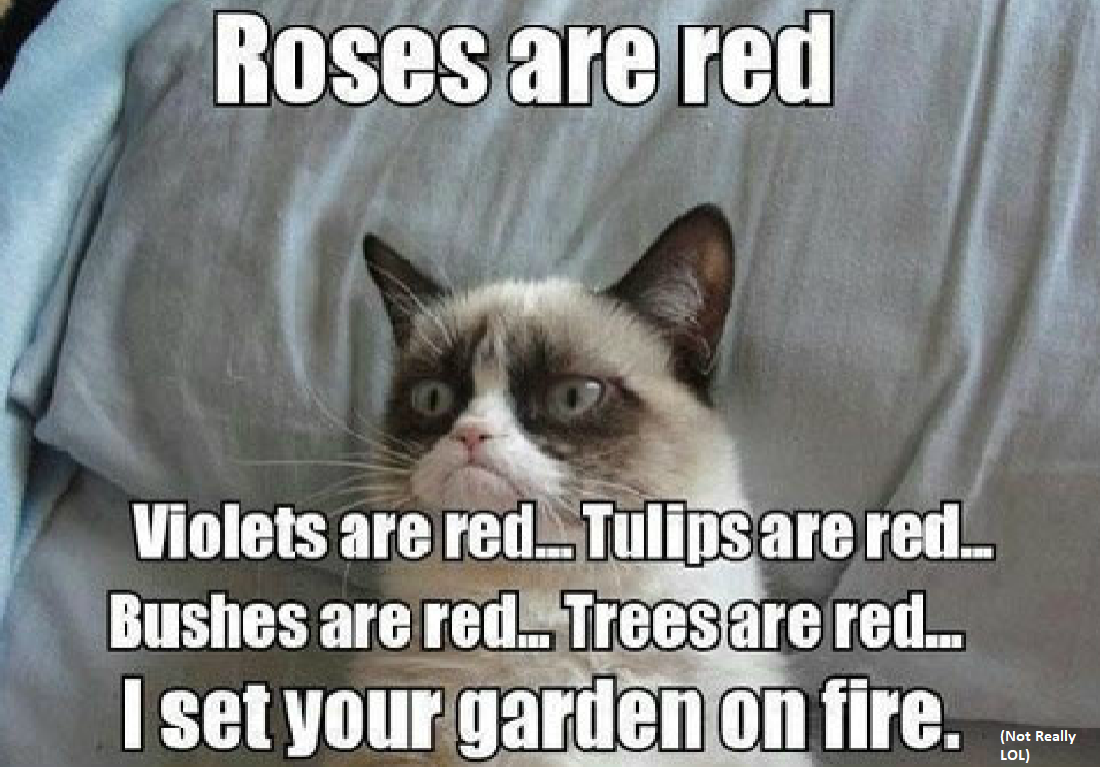 Roses are red
Violets are red... Tulips are red...
Bushes are red... Trees are red...
I set your garden on fire.
(Not Really
LOL)